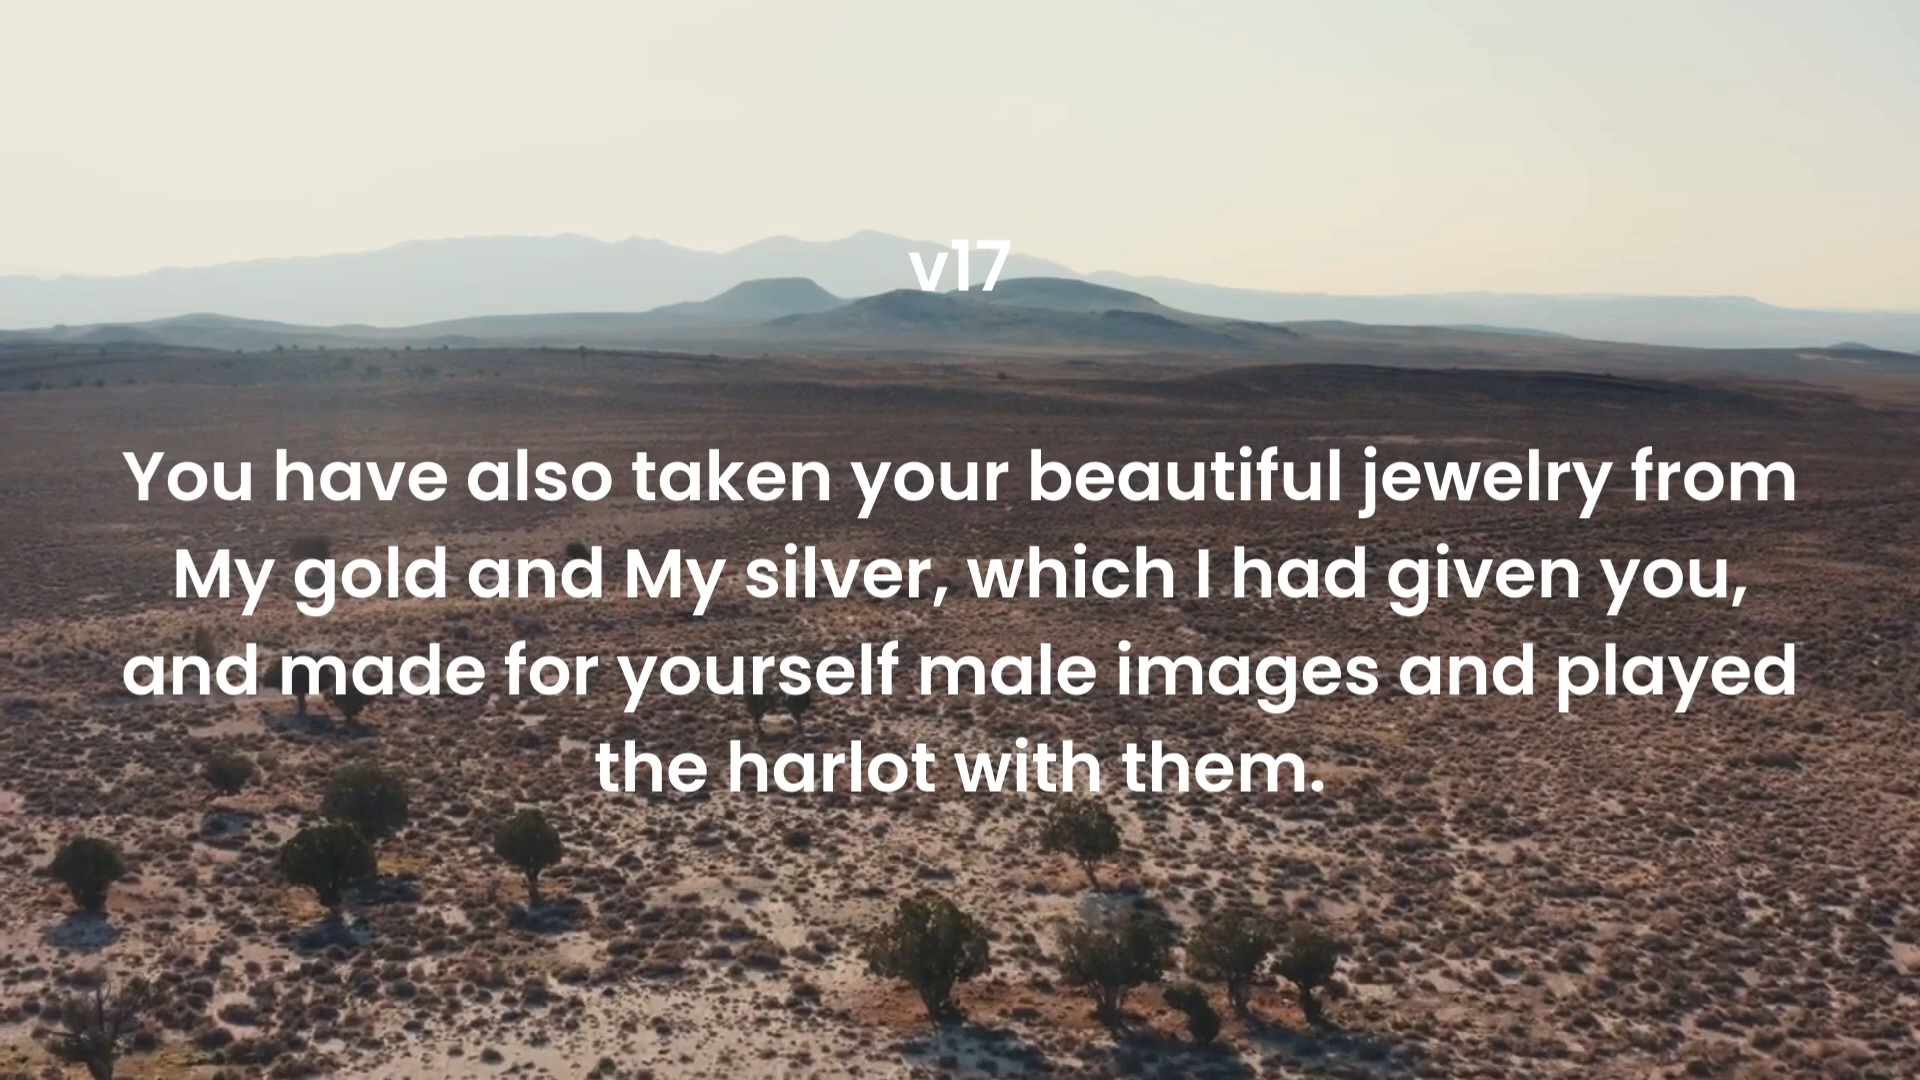 v17
You have also taken your beautiful jewelry from
My gold and My silver, which I had given you,
and made for yourself male images and played
the harlot with them.